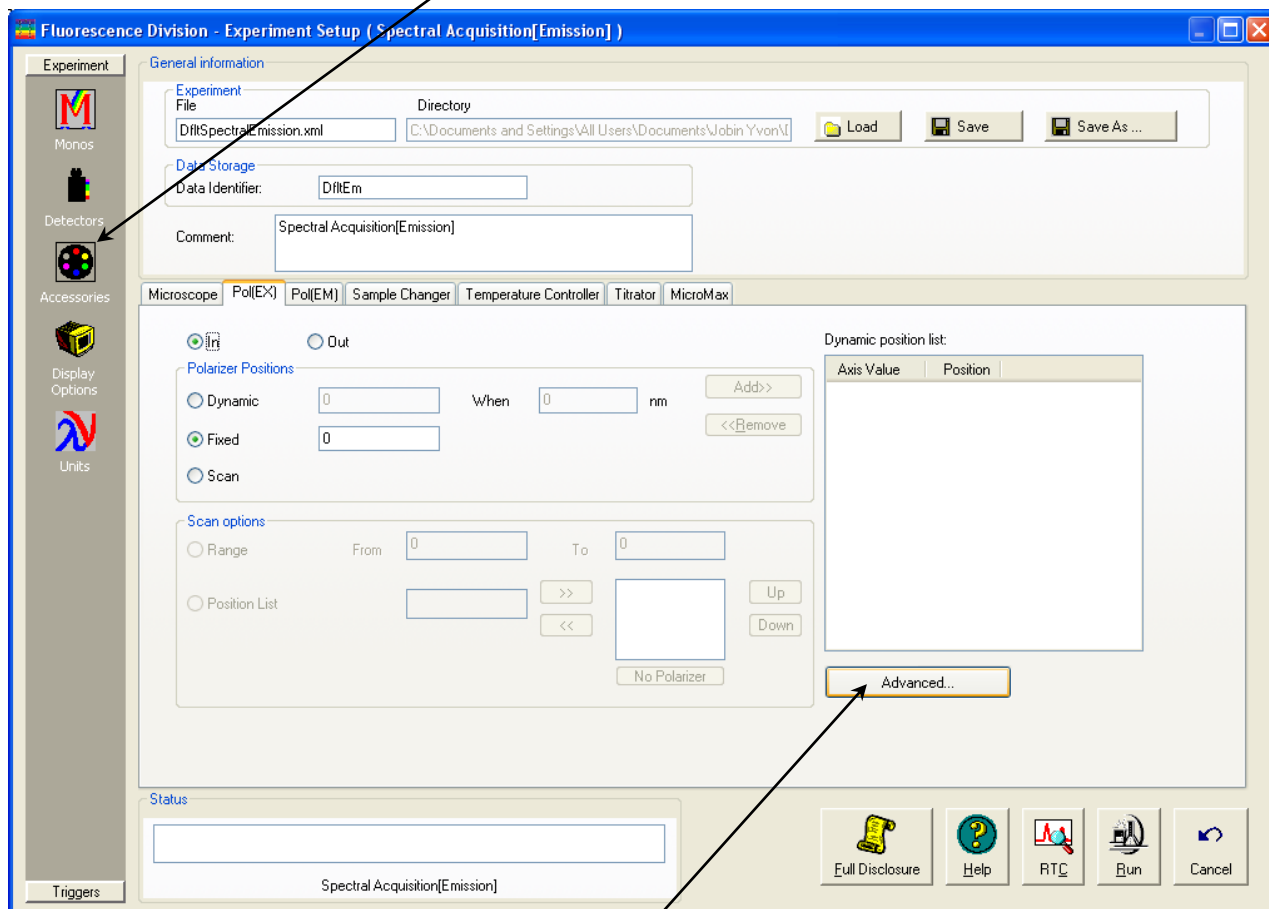 Fluorescence Division - Experiment Setup ( Spectral Acquisition[Emission] )
Experiment
Monos
Detectors
Accessories
Display
Options
Units
Triggers
General information
Experiment
File
Directory
DfltSpectralEmission.xml
C:\Documents and Settings\All Users\Documents\Jobin Yvon\
Load
Save
Save As ...
Data Storage
Data Identifier:
DfltEm
Comment:
Spectral Acquisition[Emission]
Microscope
Pol(EX)
Pol(EM)
Sample Changer
Temperature Controller
Titrator
MicroMax
In
Out
Polarizer Positions
Dynamic
0
When
0
nm
Add>>
<<Remove
Fixed
0
Scan
Scan options
Range
From
0
To
0
Position List
>>
<<
Up
Down
No Polarizer
Dynamic position list:
Axis Value
Position
Advanced...
Status
Spectral Acquisition[Emission]
Full Disclosure
Help
RTC
Run
Cancel